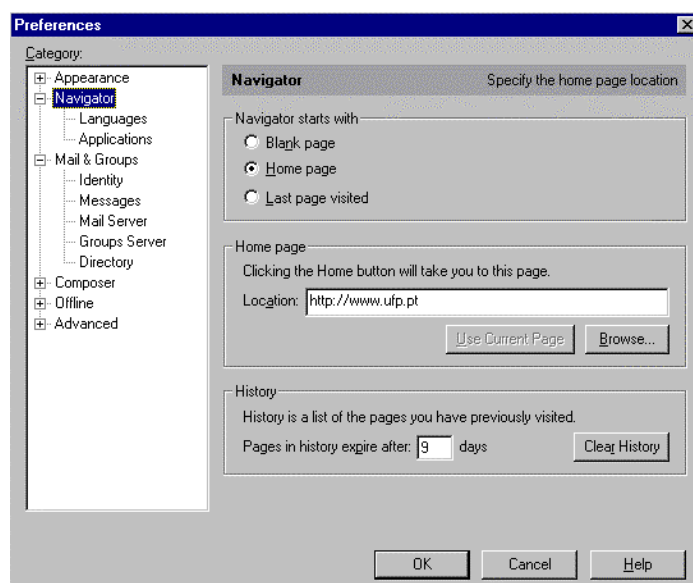 Preferences
Category:
Appearance
Navigator
Languages
Applications
Mail & Groups
Identity
Messages
Mail Server
Groups Server
Directory
Composer
Offline
Advanced
Navigator Specify the home page location
Navigator starts with
Blank page
Home page
Last page visited
Home page
Clicking the Home button will take you to this page.
Location: http://www.ufp.pt
Use Current Page Browse...
History
History is a list of the pages you have previously visited.
Pages in history expire after: 9 days Clear History
OK Cancel Help